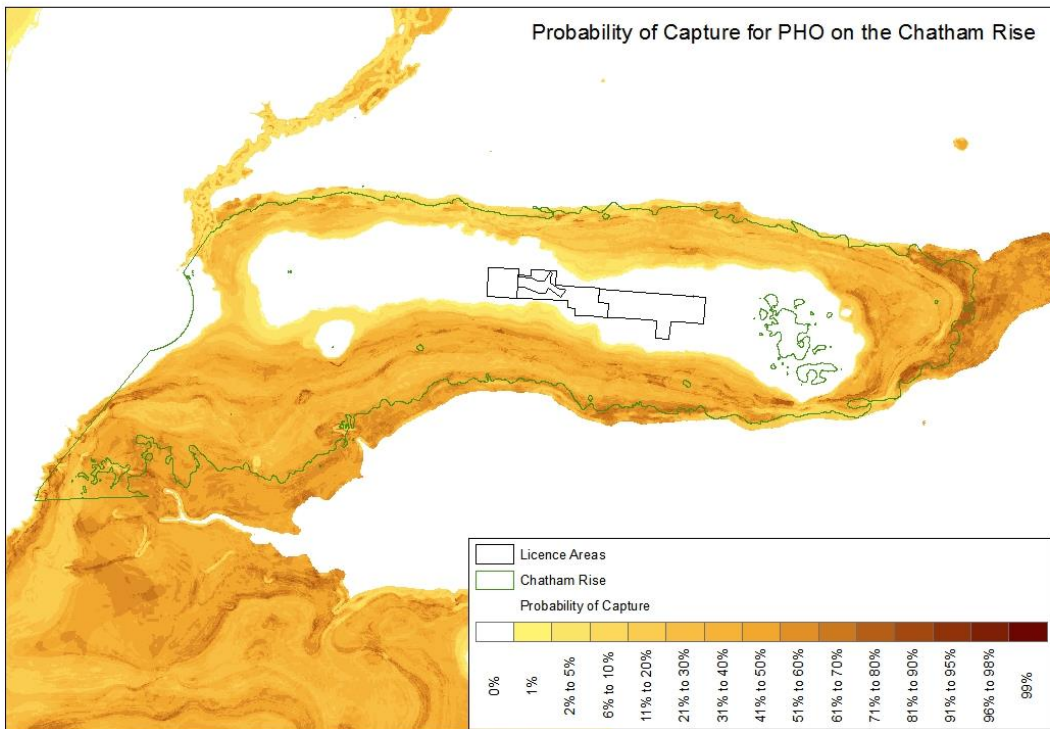 Probability of Capture for PHO on the Chatham Rise
Licence Areas
Chatham Rise
Probability of Capture
0%
1%
2% to 5%
6% to 10%
11% to 20%
21% to 30%
31% to 40%
41% to 50%
51% to 60%
61% to 70%
71% to 80%
81% to 90%
91% to 95%
96% to 98%
99%